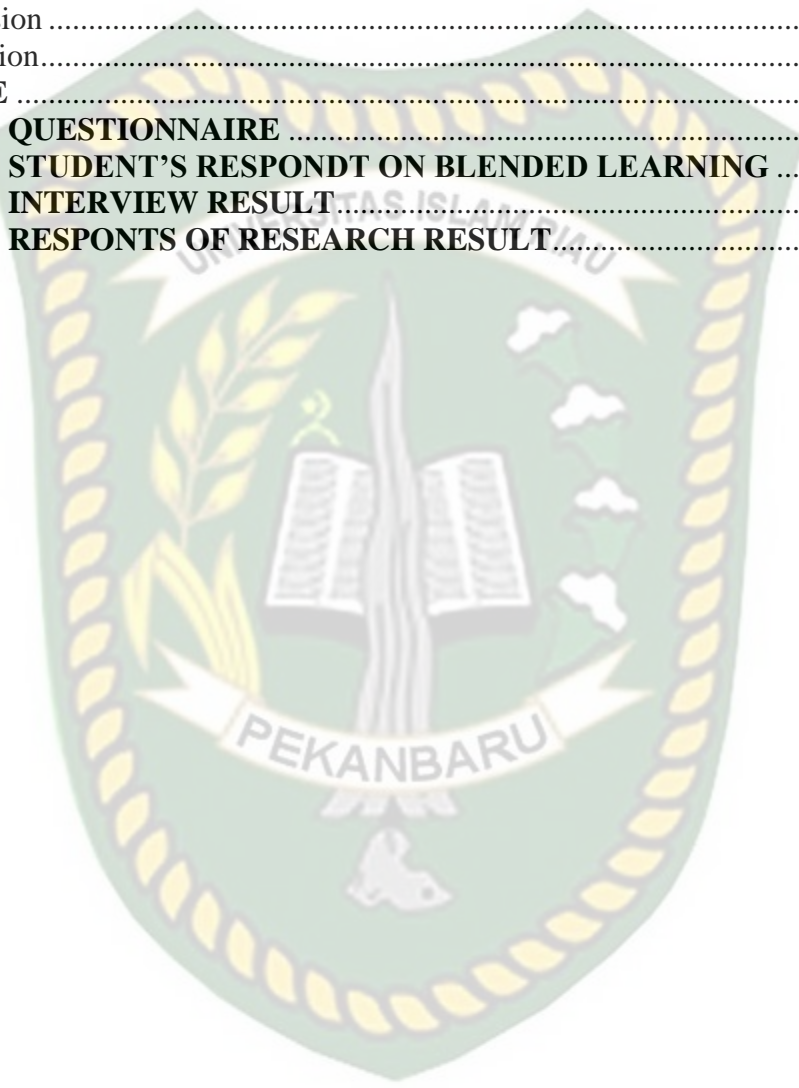 ion ........................................................................................................
ion.........................................................................................................
E ...........................................................................................................
QUESTIONNAIRE ....................................................................
STUDENT’S RESPONDT ON BLENDED LEARNING ...
INTERVIEW RESULT.............................................................
RESPONTS OF RESEARCH RESULT.................................
UNIVERSITAS ISLAM RIAU
PEKANBARU